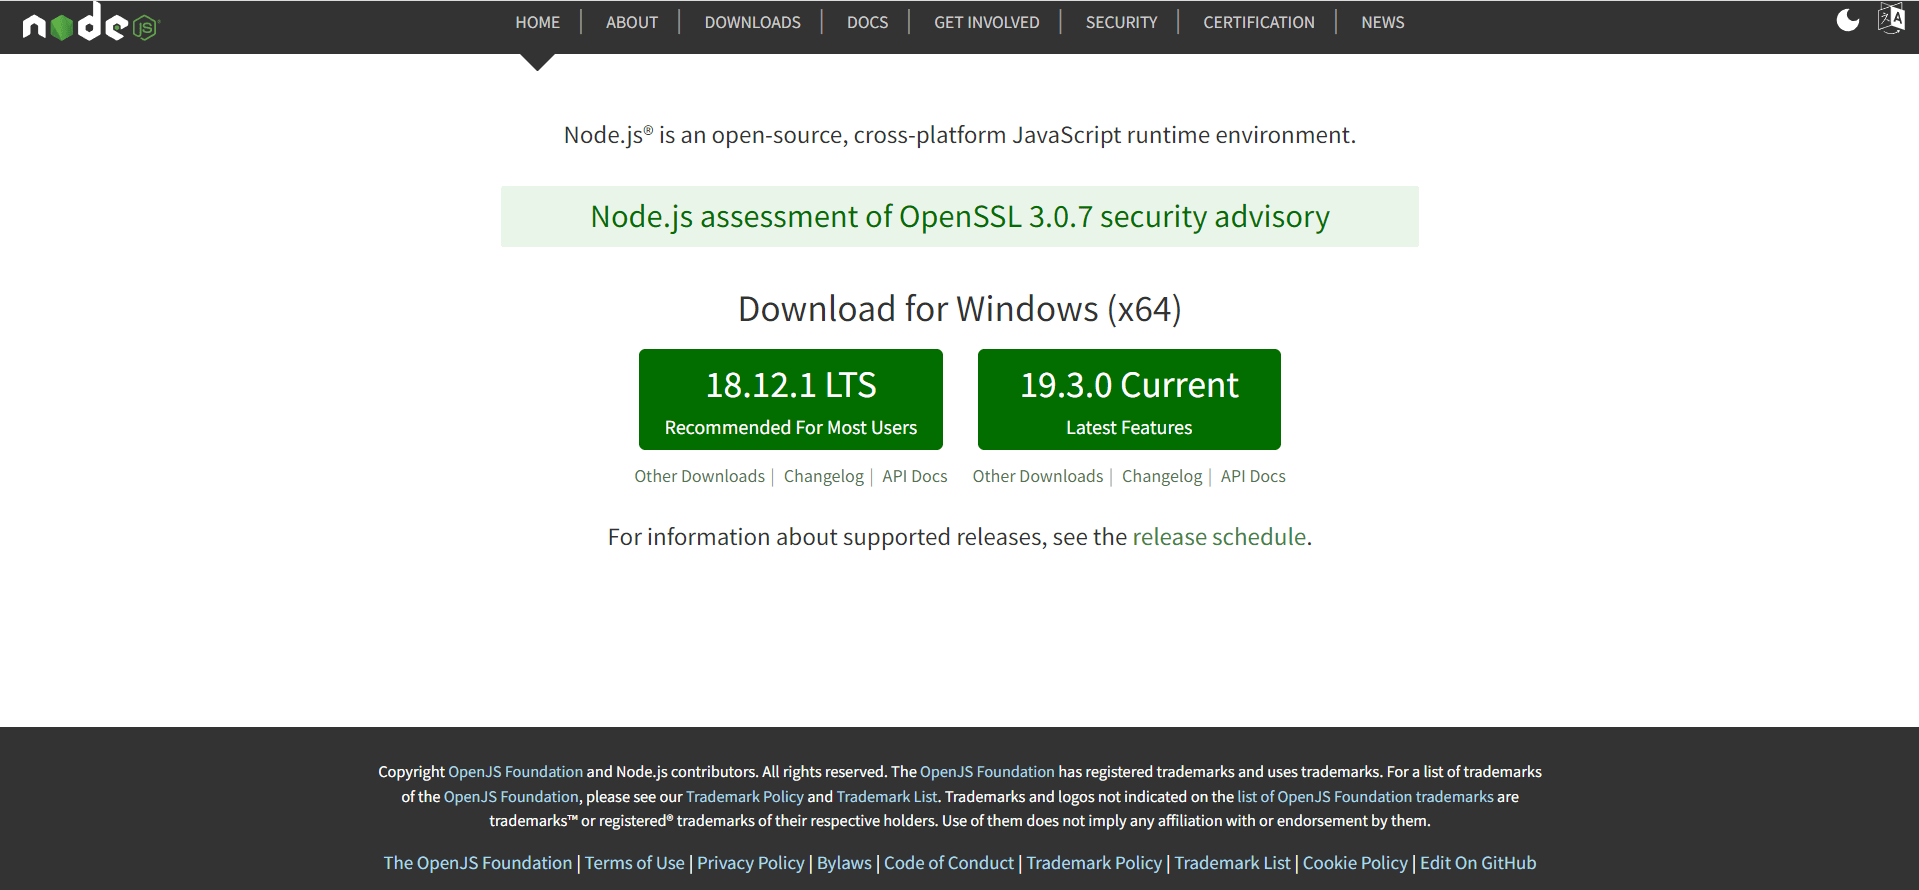 node JS
HOME | ABOUT | DOWNLOADS | DOCS | GET INVOLVED | SECURITY | CERTIFICATION | NEWS
Node.js® is an open-source, cross-platform JavaScript runtime environment.
Node.js assessment of OpenSSL 3.0.7 security advisory
Download for Windows (x64)
18.12.1 LTS
Recommended For Most Users
19.3.0 Current
Latest Features
Other Downloads | Changelog | API Docs
Other Downloads | Changelog | API Docs
For information about supported releases, see the release schedule.
Copyright OpenJS Foundation and Node.js contributors. All rights reserved. The OpenJS Foundation has registered trademarks and uses trademarks. For a list of trademarks
of the OpenJS Foundation, please see our Trademark Policy and Trademark List. Trademarks and logos not indicated on the list of OpenJS Foundation trademarks are
trademarks™ or registered® trademarks of their respective holders. Use of them does not imply any affiliation with or endorsement by them.
The OpenJS Foundation | Terms of Use | Privacy Policy | Bylaws | Code of Conduct | Trademark Policy | Trademark List | Cookie Policy | Edit On GitHub